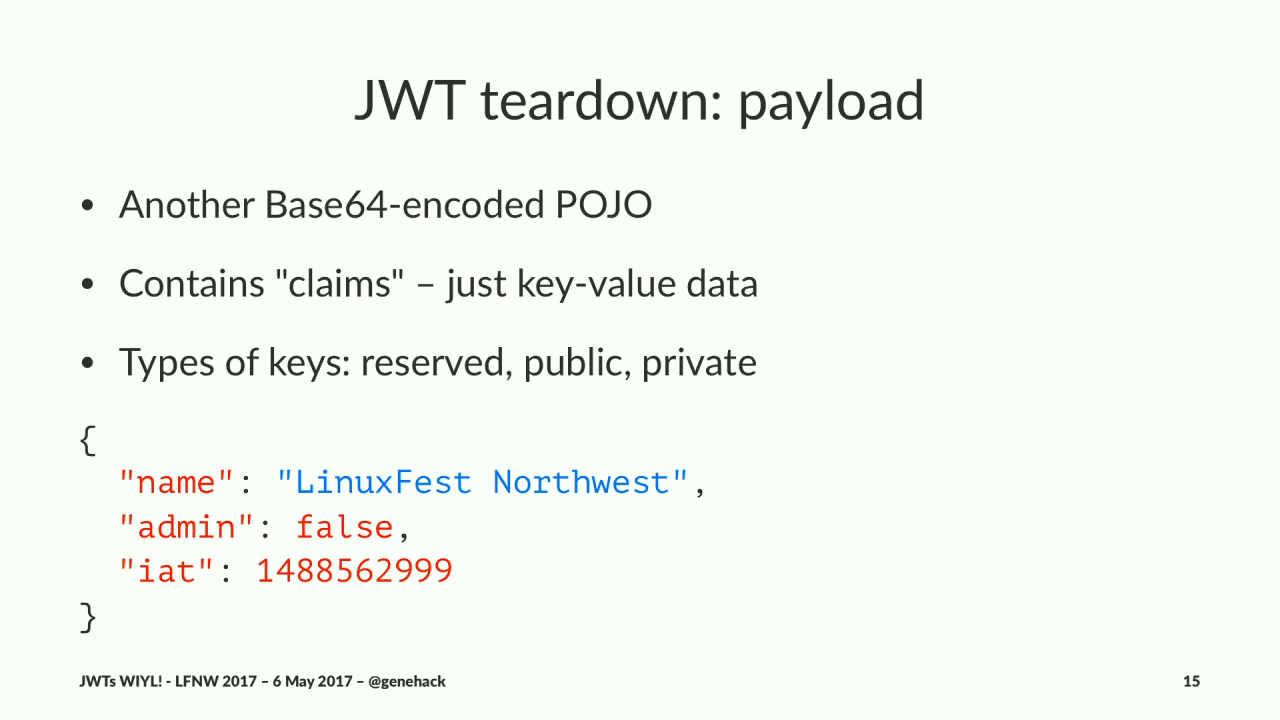 JWT teardown: payload
• Another Base64-encoded POJO
• Contains "claims" – just key-value data
• Types of keys: reserved, public, private
{
  "name": "LinuxFest Northwest",
  "admin": false,
  "iat": 1488562999
}
JWTs WIYL! - LFNW 2017 – 6 May 2017 – @genehack 15